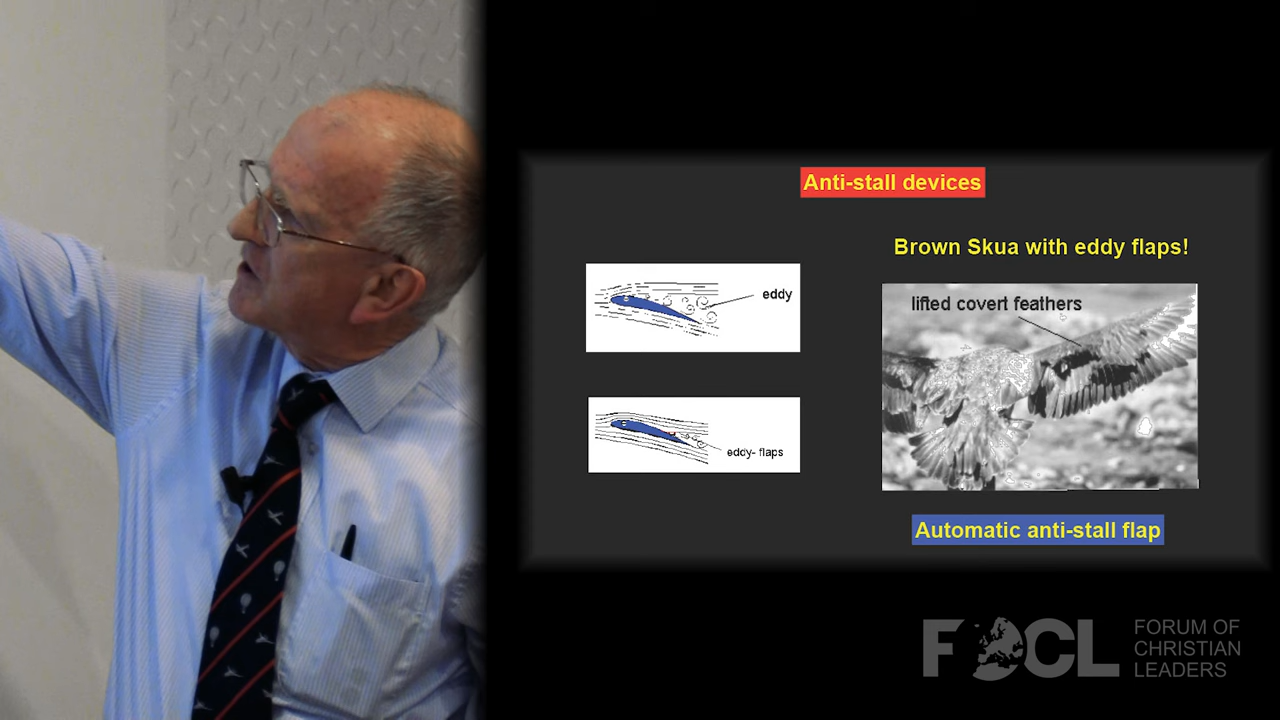 Anti-stall devices
Brown Skua with eddy flaps!
eddy
lifted covert feathers
eddy- flaps
Automatic anti-stall flap
FOCL
FORUM OF
CHRISTIAN
LEADERS